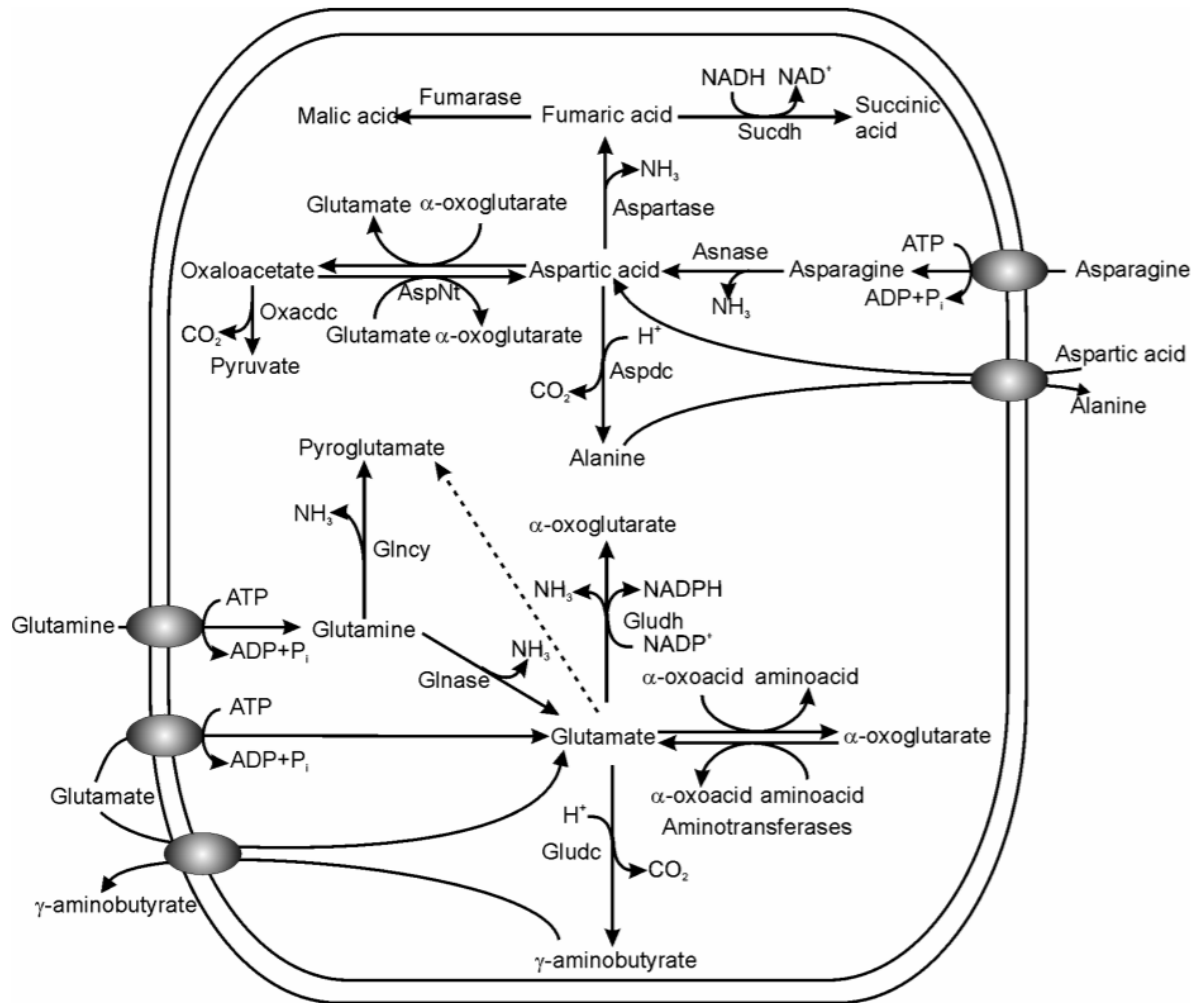 NADH NAD⁺
Fumarase
Malic acid
Fumaric acid
Succinic
acid
Sucdh
NH₃
Aspartase
Glutamate α-oxoglutarate
ATP
Asnase
Oxaloacetate
Aspartic acid
Asparagine
Asparagine
AspNt
NH₃
ADP+Pᵢ
Oxacdc
CO₂
Glutamate α-oxoglutarate
H⁺
Pyruvate
Aspdc
Aspartic acid
CO₂
Alanine
Pyroglutamate
Alanine
NH₃
α-oxoglutarate
Glncy
NH₃
NADPH
ATP
Gludh
Glutamine
Glutamine
NADP⁺
ADP+Pᵢ
NH₃
Glnase
α-oxoacid aminoacid
ATP
Glutamate
α-oxoglutarate
ADP+Pᵢ
Glutamate
α-oxoacid aminoacid
H⁺
Aminotransferases
Gludc
CO₂
γ-aminobutyrate
γ-aminobutyrate